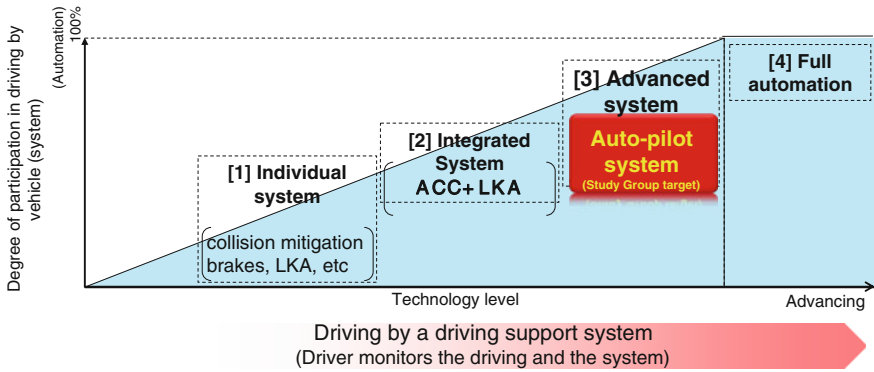 Degree of participation in driving by
vehicle (system)
(Automation)
100%
[1] Individual
system
collision mitigation
brakes, LKA, etc
[2] Integrated
System
ACC+LKA
[3] Advanced
system
Auto-pilot
system
(Study Group target)
[4] Full
automation
Technology level
Advancing
Driving by a driving support system
(Driver monitors the driving and the system)